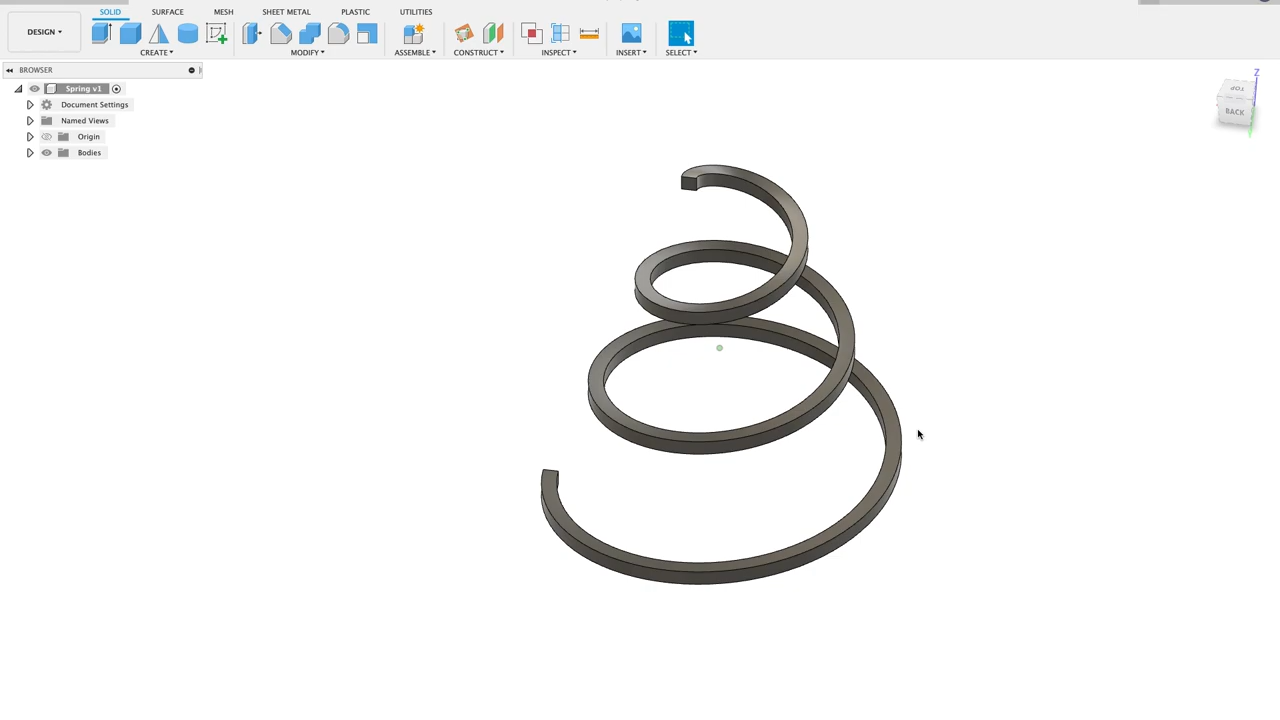 SOLID SURFACE MESH SHEET METAL PLASTIC UTILITIES
DESIGN
CREATE MODIFY ASSEMBLE CONSTRUCT INSPECT INSERT SELECT
BROWSER
Spring v1
Document Settings
Named Views
Origin
Bodies
Z
TOP
BACK